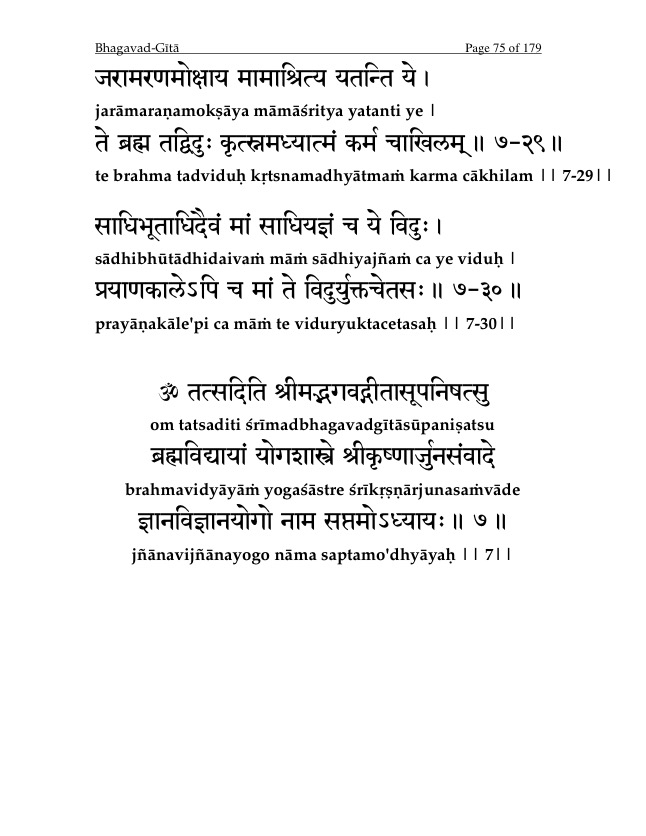 Bhagavad-Gītā Page 75 of 179
जरामरणमोक्षाय मामाश्रित्य यतन्ति ये।
jarāmaraṇamokṣāya māmāśritya yatanti ye |
ते ब्रह्म तद्विदुः कृत्स्नमध्यात्मं कर्म चाखिलम्॥ ७-२९॥
te brahma tadviduḥ kṛtsnamadhyātmaṁ karma cākhilam || 7-29||
साधिभूताधिदैवं मां साधियज्ञं च ये विदुः।
sādhibhūtādhidaivaṁ māṁ sādhiyajñaṁ ca ye viduḥ |
प्रयाणकालेऽपि च मां ते विदुर्युक्तचेतसः॥ ७-३०॥
prayāṇakāle'pi ca māṁ te viduryuktacetasaḥ || 7-30||
ॐ तत्सदिति श्रीमद्भगवद्गीतासूपनिषत्सु
om tatsaditi śrīmadbhagavadgītāsūpaniṣatsu
ब्रह्मविद्यायां योगशास्त्रे श्रीकृष्णार्जुनसंवादे
brahmavidyāyāṁ yogaśāstre śrīkṛṣṇārjunasaṁvāde
ज्ञानविज्ञानयोगो नाम सप्तमोऽध्यायः॥ ७॥
jñānavijñānayogo nāma saptamo'dhyāyaḥ || 7||